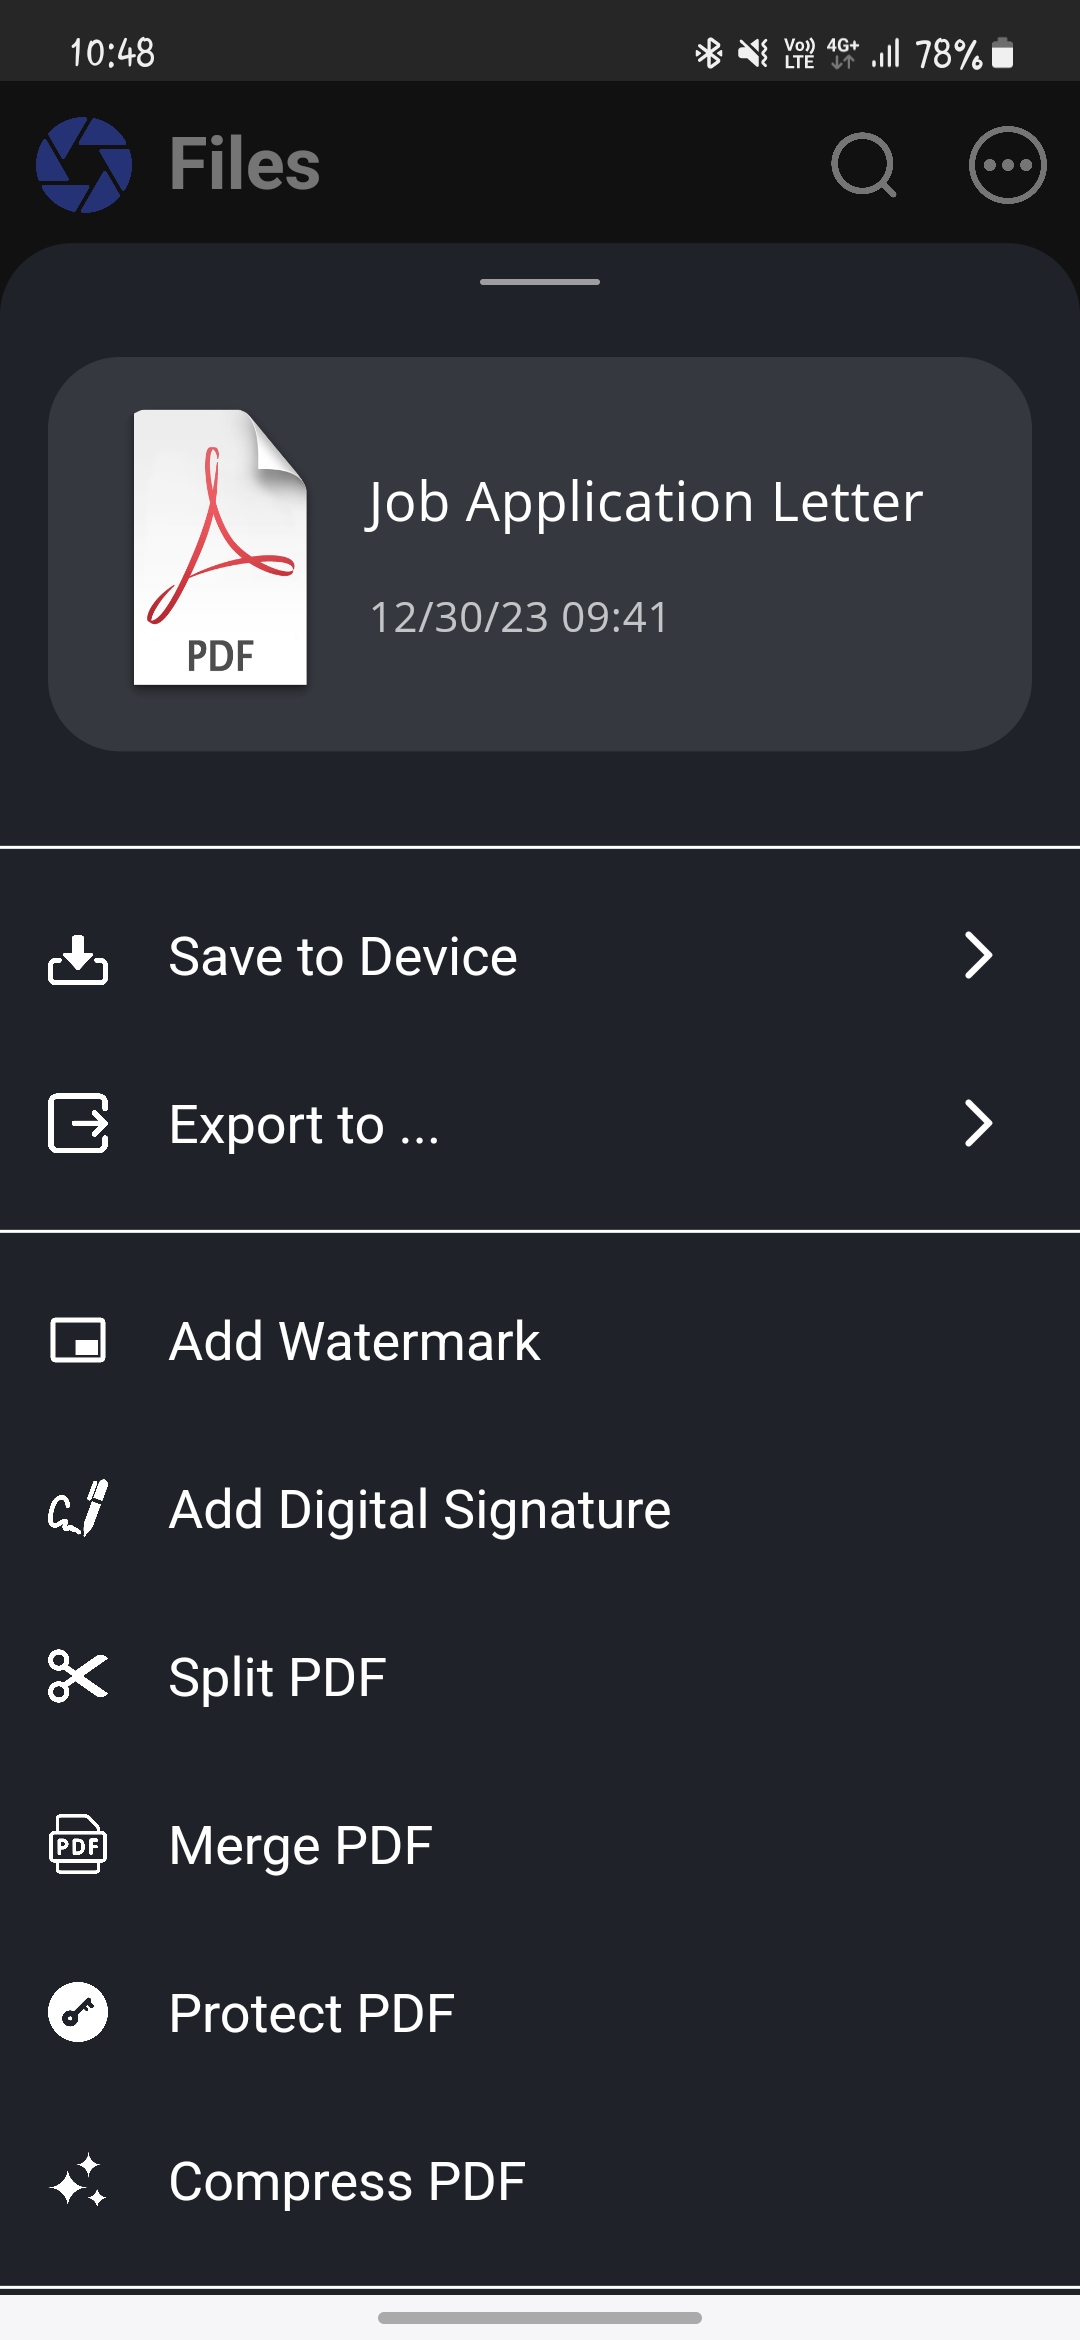 10:48
Vo)) LTE 4G+ 78%
Files
Job Application Letter
12/30/23 09:41
PDF
Save to Device
Export to ...
Add Watermark
Add Digital Signature
Split PDF
PDF
Merge PDF
Protect PDF
Compress PDF